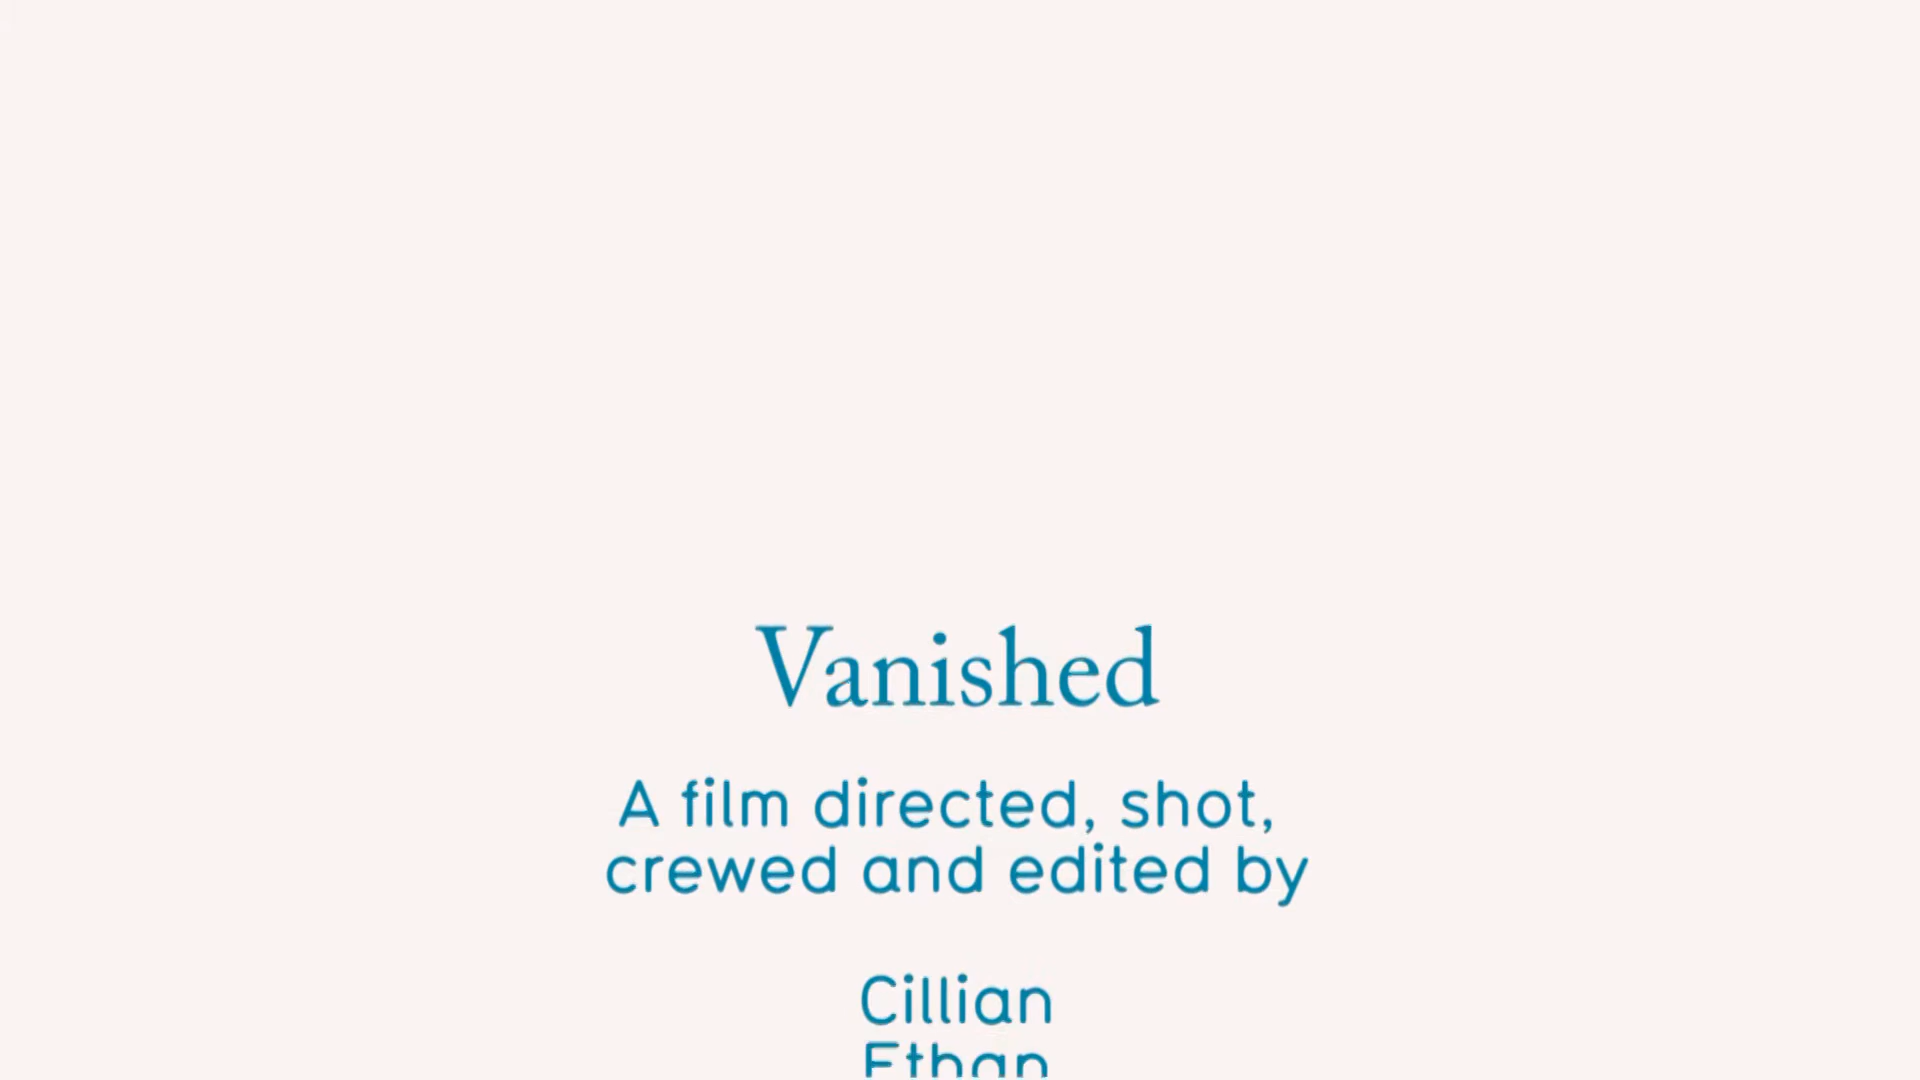 Vanished
A film directed, shot,
crewed and edited by
Cillian
Ethan